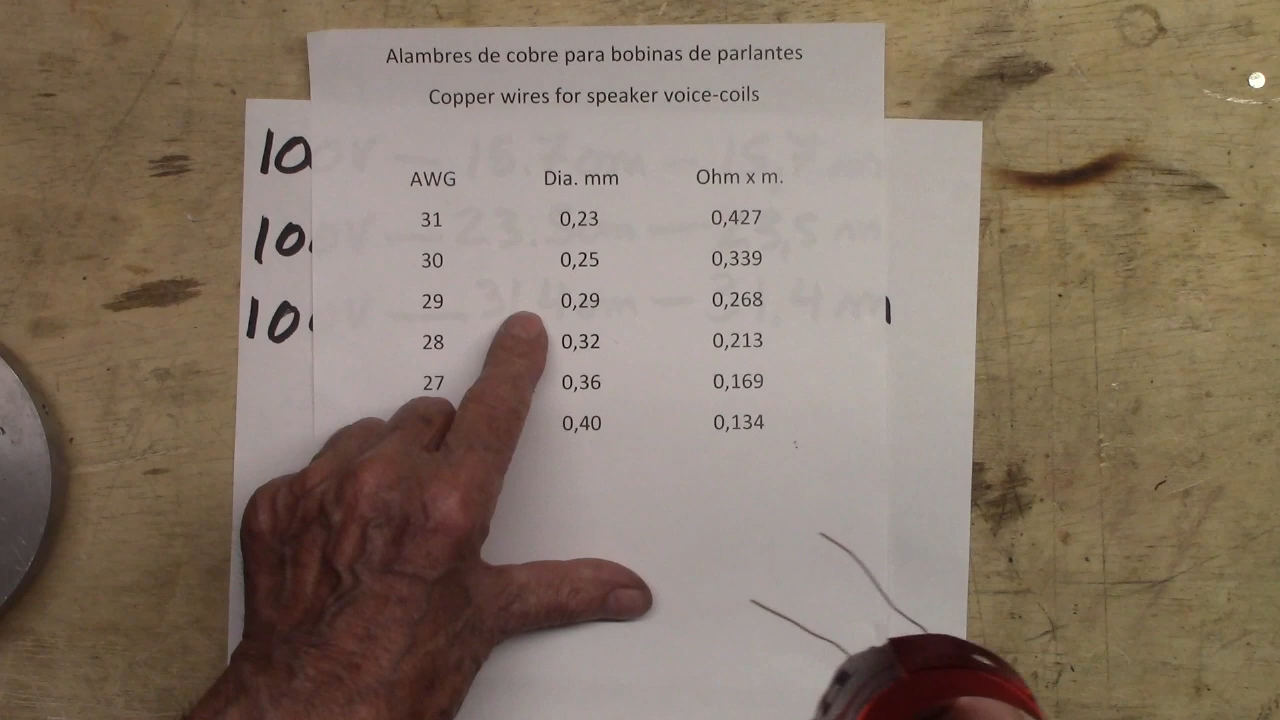 Alambres de cobre para bobinas de parlantes
Copper wires for speaker voice-coils
AWG Dia. mm Ohm x m.
31 0,23 0,427
30 0,25 0,339
29 0,29 0,268
28 0,32 0,213
27 0,36 0,169
0,40 0,134